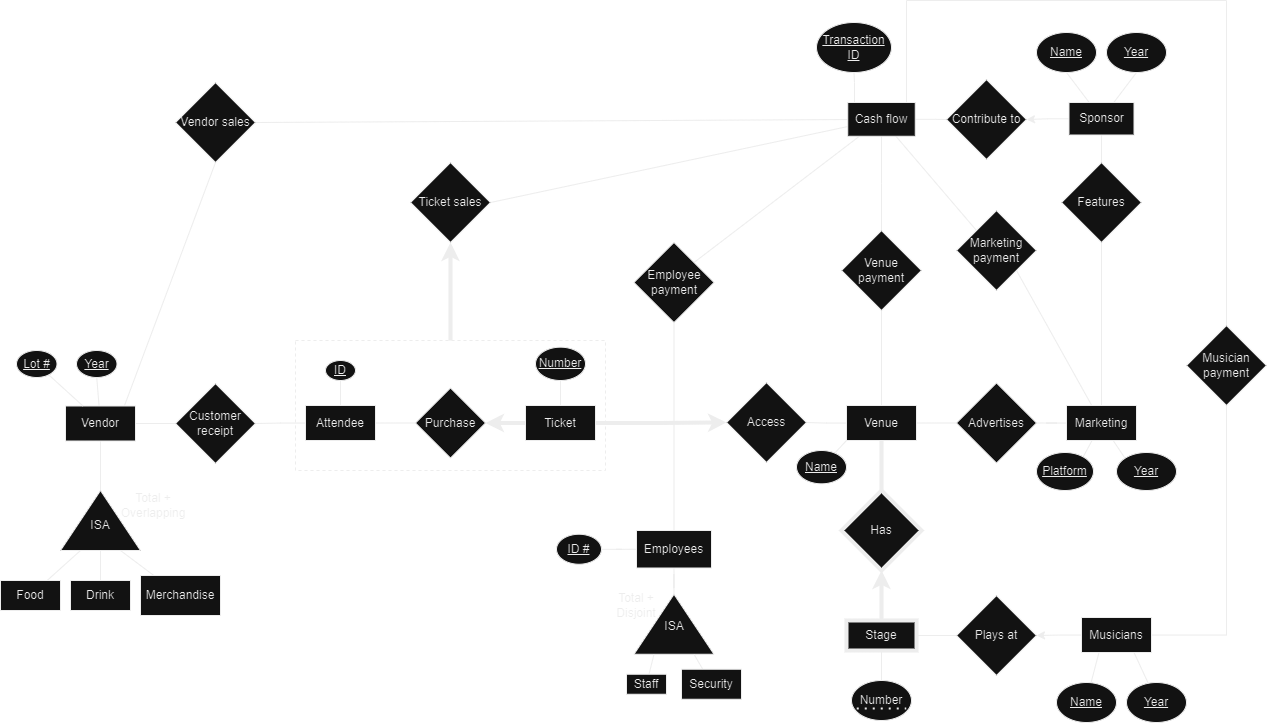 Transaction
ID
Name
Year
Vendor sales
Cash flow
Contribute to
Sponsor
Ticket sales
Features
Marketing
payment
Employee
payment
Venue
payment
Musician
payment
Lot #
Year
ID
Number
Vendor
Customer
receipt
Attendee
Purchase
Ticket
Access
Venue
Advertises
Marketing
Name
Platform
Year
Total +
Overlapping
ISA
Has
ID #
Employees
Food
Drink
Merchandise
Total +
Disjoint
ISA
Stage
Plays at
Musicians
Staff
Security
Number
Name
Year